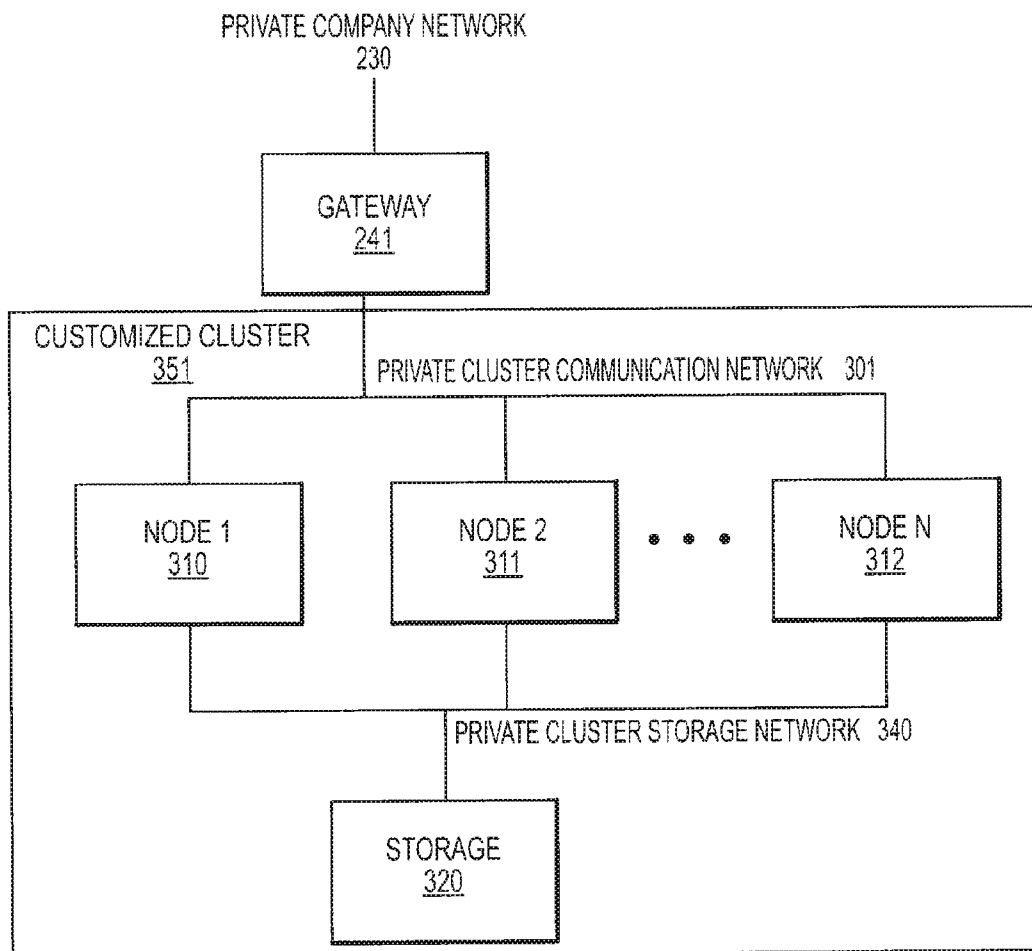 PRIVATE COMPANY NETWORK
230
GATEWAY
241
CUSTOMIZED CLUSTER
351
PRIVATE CLUSTER COMMUNICATION NETWORK 301
NODE 1
310
NODE 2
311
NODE N
312
PRIVATE CLUSTER STORAGE NETWORK 340
STORAGE
320